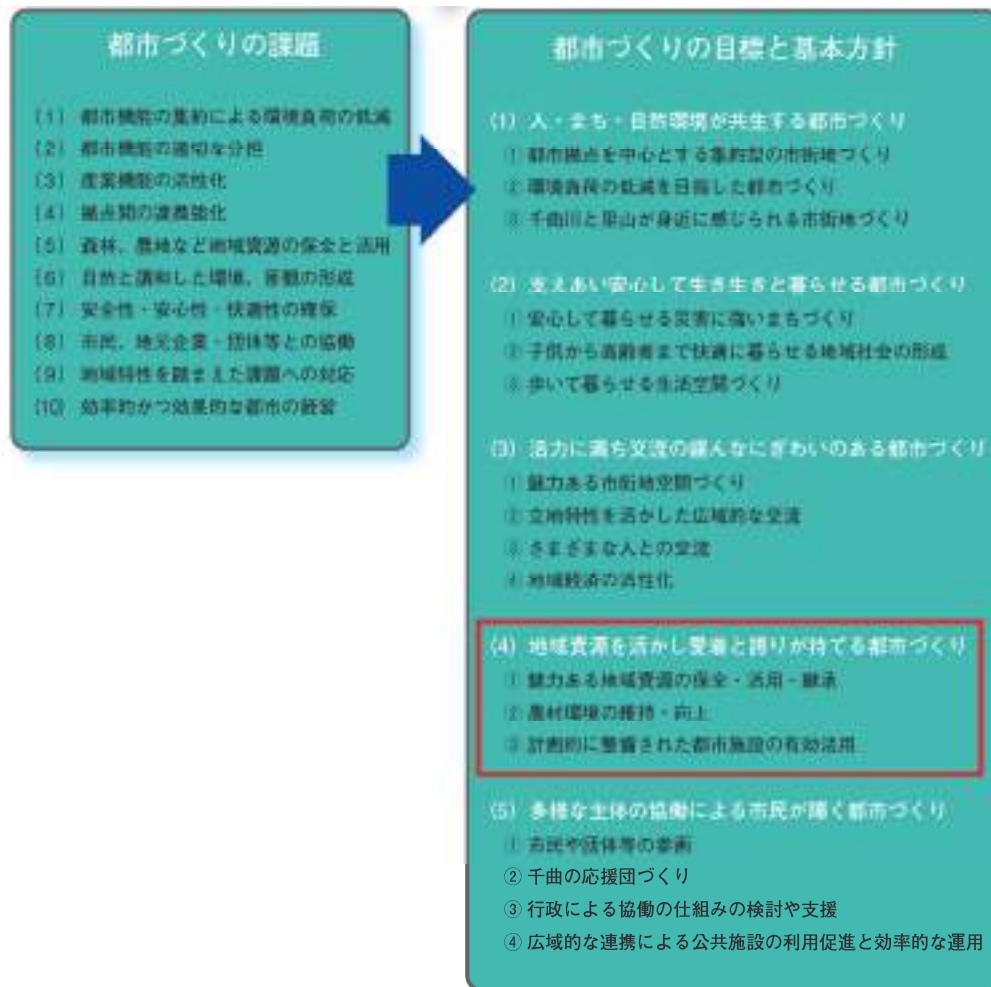 都市づくりの課題
(1) 都市機能の集約による環境負荷の低減
(2) 都市機能の適切な分担
(3) 産業機能の活性化
(4) 拠点間の連携強化
(5) 森林、農地など地域資源の保全と活用
(6) 自然と調和した環境、景観の形成
(7) 安全性・安心性・快適性の確保
(8) 市民、地元企業・団体等との協働
(9) 地域特性を踏まえた課題への対応
(10) 効率的かつ効果的な都市の経営
都市づくりの目標と基本方針
(1) 人・まち・自然環境が共生する都市づくり
① 都市拠点を中心とする集約型の市街地づくり
② 環境負荷の低減を目指した都市づくり
③ 千曲川と里山が身近に感じられる市街地づくり
(2) 支えあい安心して生き生きと暮らせる都市づくり
① 安心して暮らせる災害に強いまちづくり
② 子供から高齢者まで快適に暮らせる地域社会の形成
③ 歩いて暮らせる生活空間づくり
(3) 活力に満ち交流の盛んなにぎわいのある都市づくり
① 魅力ある市街地空間づくり
② 立地特性を活かした広域的な交流
③ さまざまな人との交流
④ 地域経済の活性化
(4) 地域資源を活かし愛着と誇りが持てる都市づくり
① 魅力ある地域資源の保全・活用・継承
② 農村環境の維持・向上
③ 計画的に整備された都市施設の有効活用
(5) 多様な主体の協働による市民が輝く都市づくり
① 市民や団体等の参画
② 千曲の応援団づくり
③ 行政による協働の仕組みの検討や支援
④ 広域的な連携による公共施設の利用促進と効率的な運用